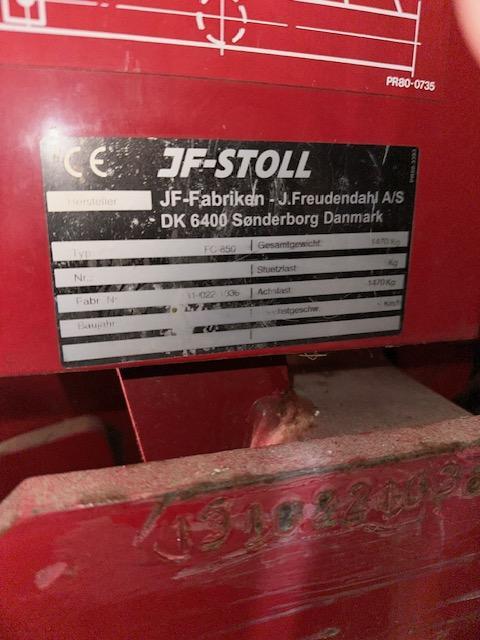 PR80-0735
CE
JF-STOLL
Hersteller
JF-Fabriken - J.Freudendahl A/S
DK 6400 Sønderborg Danmark
Typ FC-850 Gesamtgewicht 1470 Kg
Nr.: Stuetzlast Kg
Fabr. Nr Achslast 1470 Kg
Baujahr